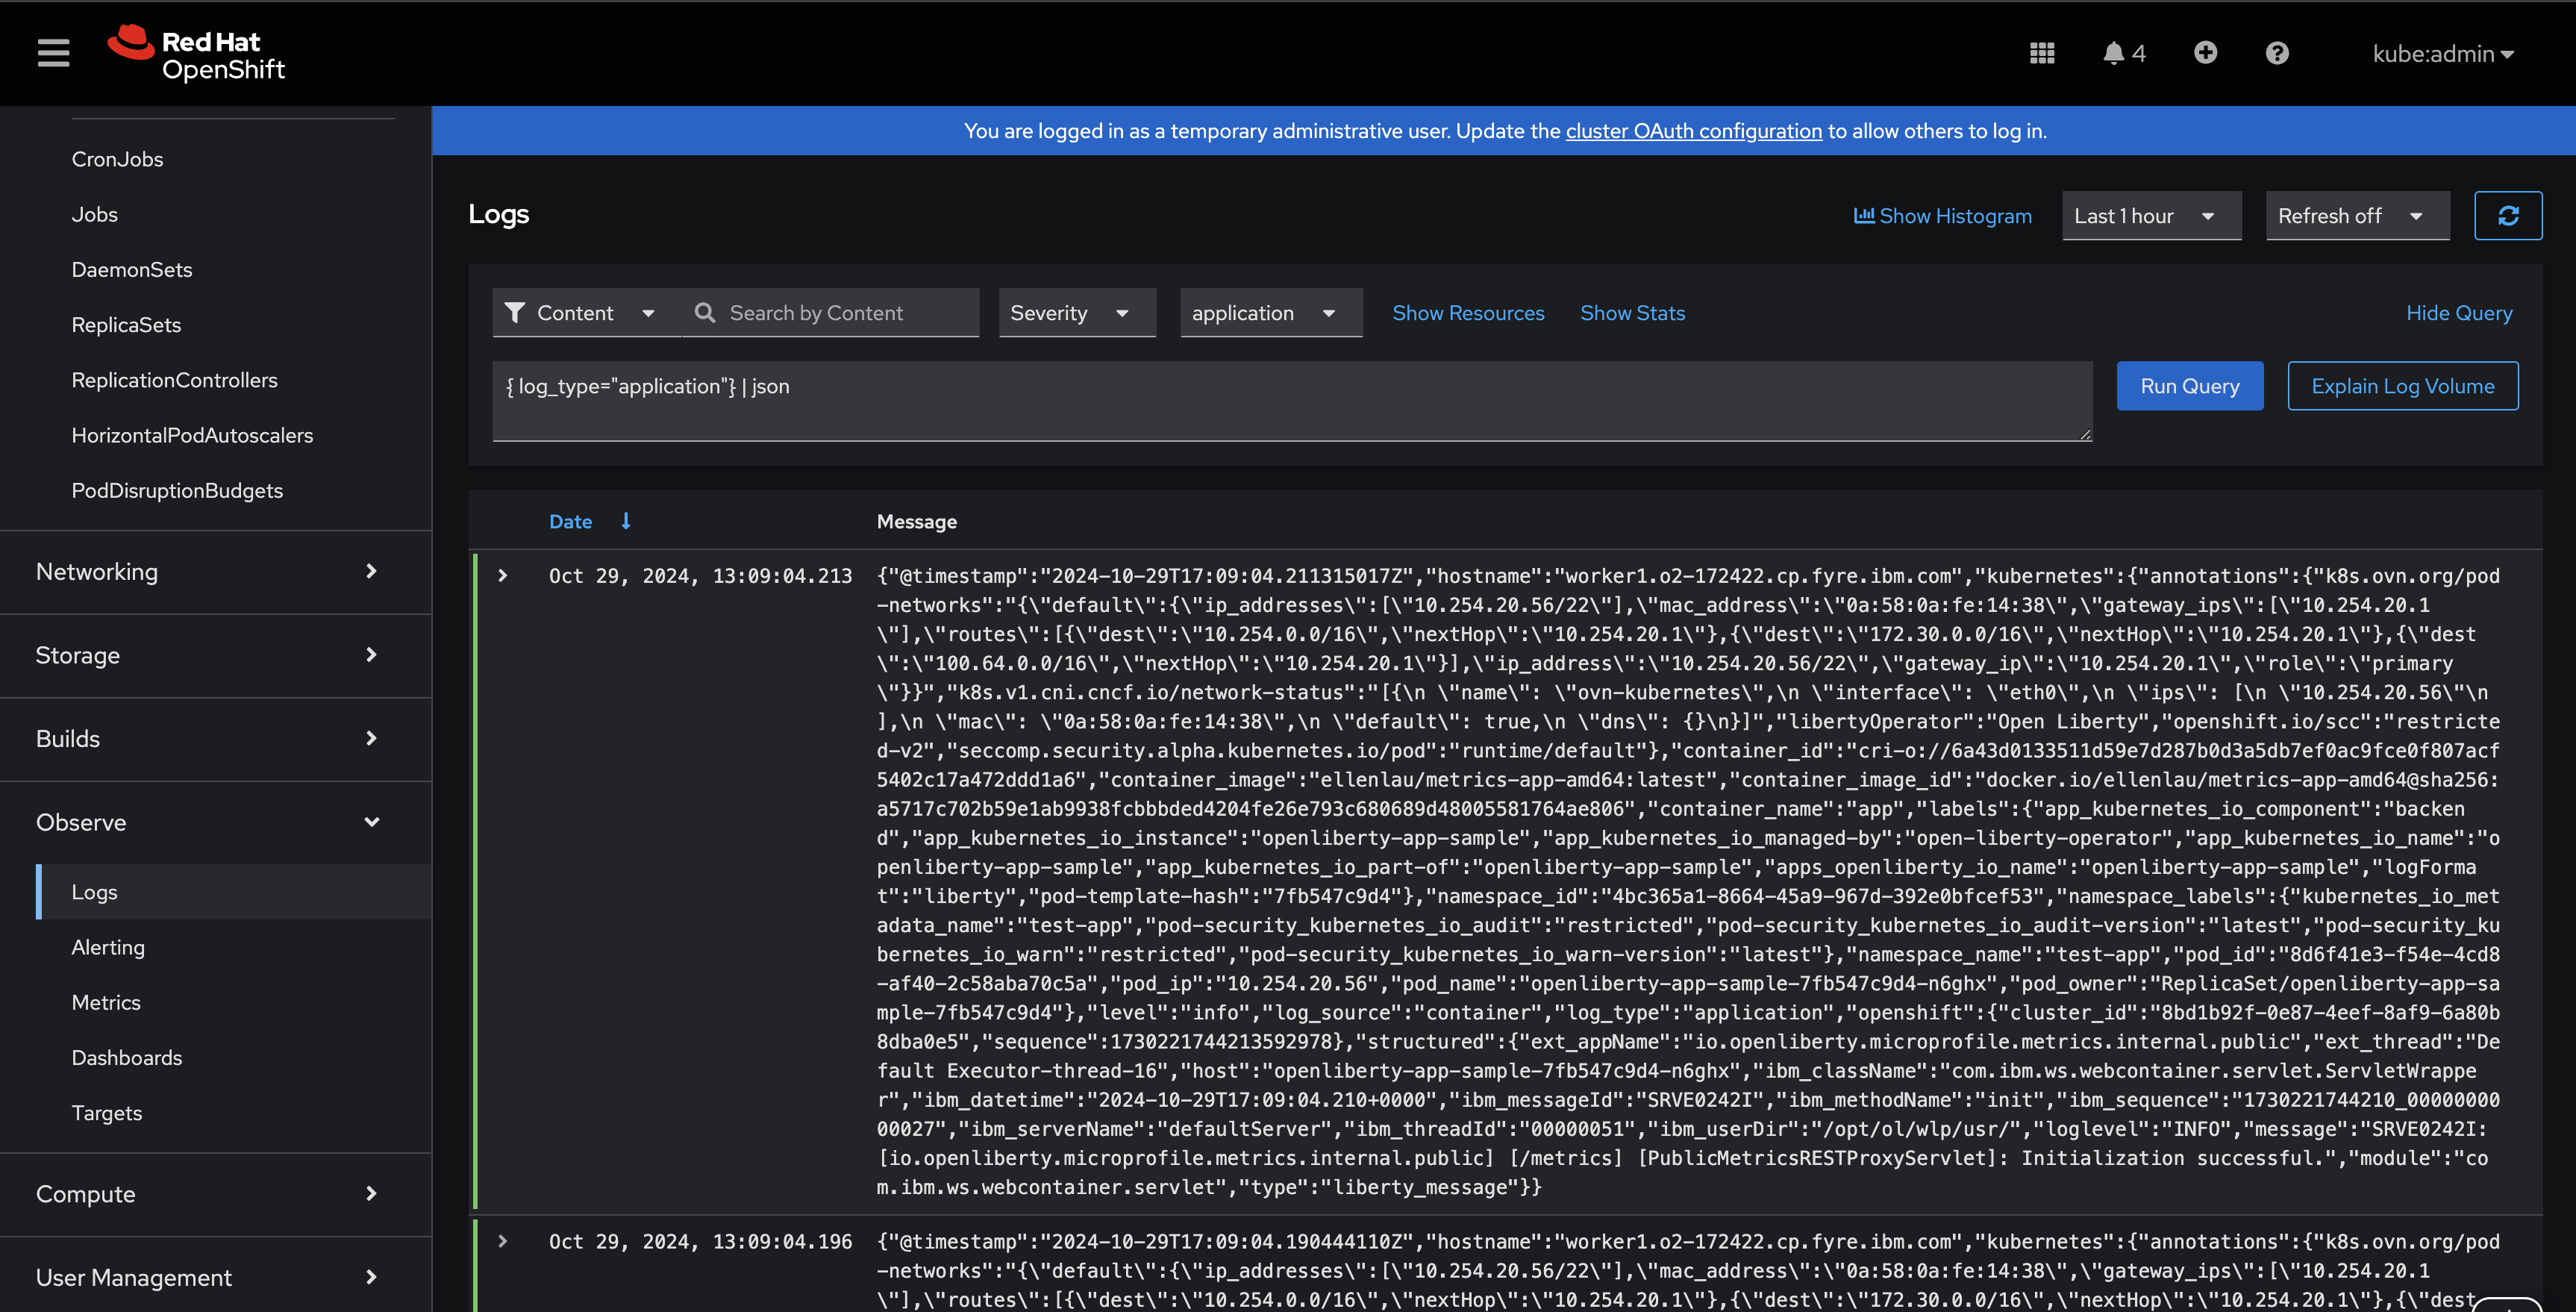 Red Hat
OpenShift
4
kube:admin
You are logged in as a temporary administrative user. Update the cluster OAuth configuration to allow others to log in.
CronJobs
Jobs
DaemonSets
ReplicaSets
ReplicationControllers
HorizontalPodAutoscalers
PodDisruptionBudgets
Networking
Storage
Builds
Observe
Logs
Alerting
Metrics
Dashboards
Targets
Compute
User Management
Logs
Show Histogram
Last 1 hour
Refresh off
Content
Search by Content
Severity
application
Show Resources
Show Stats
Hide Query
{ log_type="application"} | json
Run Query
Explain Log Volume
Date
Message
Oct 29, 2024, 13:09:04.213
{"@timestamp":"2024-10-29T17:09:04.211315017Z","hostname":"worker1.o2-172422.cp.fyre.ibm.com","kubernetes":{"annotations":{"k8s.ovn.org/pod
-networks":"{\"default\":{\"ip_addresses\":[\"10.254.20.56/22\"],\"mac_address\":\"0a:58:0a:fe:14:38\",\"gateway_ips\":[\"10.254.20.1
\"],\"routes\":[{\"dest\":\"10.254.0.0/16\",\"nextHop\":\"10.254.20.1\"},{\"dest\":\"172.30.0.0/16\",\"nextHop\":\"10.254.20.1\"},{\"dest
\":\"100.64.0.0/16\",\"nextHop\":\"10.254.20.1\"}],\"ip_address\":\"10.254.20.56/22\",\"gateway_ip\":\"10.254.20.1\",\"role\":\"primary
\"}}","k8s.v1.cni.cncf.io/network-status":"[{\n \"name\": \"ovn-kubernetes\",\n \"interface\": \"eth0\",\n \"ips\": [\n \"10.254.20.56\"\n
],\n \"mac\": \"0a:58:0a:fe:14:38\",\n \"default\": true,\n \"dns\": {}\n}]","libertyOperator":"Open Liberty","openshift.io/scc":"restricte
d-v2","seccomp.security.alpha.kubernetes.io/pod":"runtime/default"},"container_id":"cri-o://6a43d0133511d59e7d287b0d3a5db7ef0ac9fce0f807acf
5402c17a472ddd1a6","container_image":"ellenlau/metrics-app-amd64:latest","container_image_id":"docker.io/ellenlau/metrics-app-amd64@sha256:
a5717c702b59e1ab9938fcbbbded4204fe26e793c680689d48005581764ae806","container_name":"app","labels":{"app_kubernetes_io_component":"backen
d","app_kubernetes_io_instance":"openliberty-app-sample","app_kubernetes_io_managed-by":"open-liberty-operator","app_kubernetes_io_name":"o
penliberty-app-sample","app_kubernetes_io_part-of":"openliberty-app-sample","apps_openliberty_io_name":"openliberty-app-sample","logForma
t":"liberty","pod-template-hash":"7fb547c9d4"},"namespace_id":"4bc365a1-8664-45a9-967d-392e0bfcef53","namespace_labels":{"kubernetes_io_met
adata_name":"test-app","pod-security_kubernetes_io_audit":"restricted","pod-security_kubernetes_io_audit-version":"latest","pod-security_ku
bernetes_io_warn":"restricted","pod-security_kubernetes_io_warn-version":"latest"},"namespace_name":"test-app","pod_id":"8d6f41e3-f54e-4cd8
-af40-2c58aba70c5a","pod_ip":"10.254.20.56","pod_name":"openliberty-app-sample-7fb547c9d4-n6ghx","pod_owner":"ReplicaSet/openliberty-app-sa
mple-7fb547c9d4"},"level":"info","log_source":"container","log_type":"application","openshift":{"cluster_id":"8bd1b92f-0e87-4eef-8af9-6a80b
8dba0e5","sequence":1730221744213592978},"structured":{"ext_appName":"io.openliberty.microprofile.metrics.internal.public","ext_thread":"De
fault Executor-thread-16","host":"openliberty-app-sample-7fb547c9d4-n6ghx","ibm_className":"com.ibm.ws.webcontainer.servlet.ServletWrappe
r","ibm_datetime":"2024-10-29T17:09:04.210+0000","ibm_messageId":"SRVE0242I","ibm_methodName":"init","ibm_sequence":"1730221744210_00000000
00027","ibm_serverName":"defaultServer","ibm_threadId":"00000051","ibm_userDir":"/opt/ol/wlp/usr/","loglevel":"INFO","message":"SRVE0242I:
[io.openliberty.microprofile.metrics.internal.public] [/metrics] [PublicMetricsRESTProxyServlet]: Initialization successful.","module":"co
m.ibm.ws.webcontainer.servlet","type":"liberty_message"}}
Oct 29, 2024, 13:09:04.196
{"@timestamp":"2024-10-29T17:09:04.190444110Z","hostname":"worker1.o2-172422.cp.fyre.ibm.com","kubernetes":{"annotations":{"k8s.ovn.org/pod
-networks":"{\"default\":{\"ip_addresses\":[\"10.254.20.56/22\"],\"mac_address\":\"0a:58:0a:fe:14:38\",\"gateway_ips\":[\"10.254.20.1
\"],\"routes\":[{\"dest\":\"10.254.0.0/16\",\"nextHop\":\"10.254.20.1\"},{\"dest\":\"172.30.0.0/16\",\"nextHop\":\"10.254.20.1\"},{\"dest